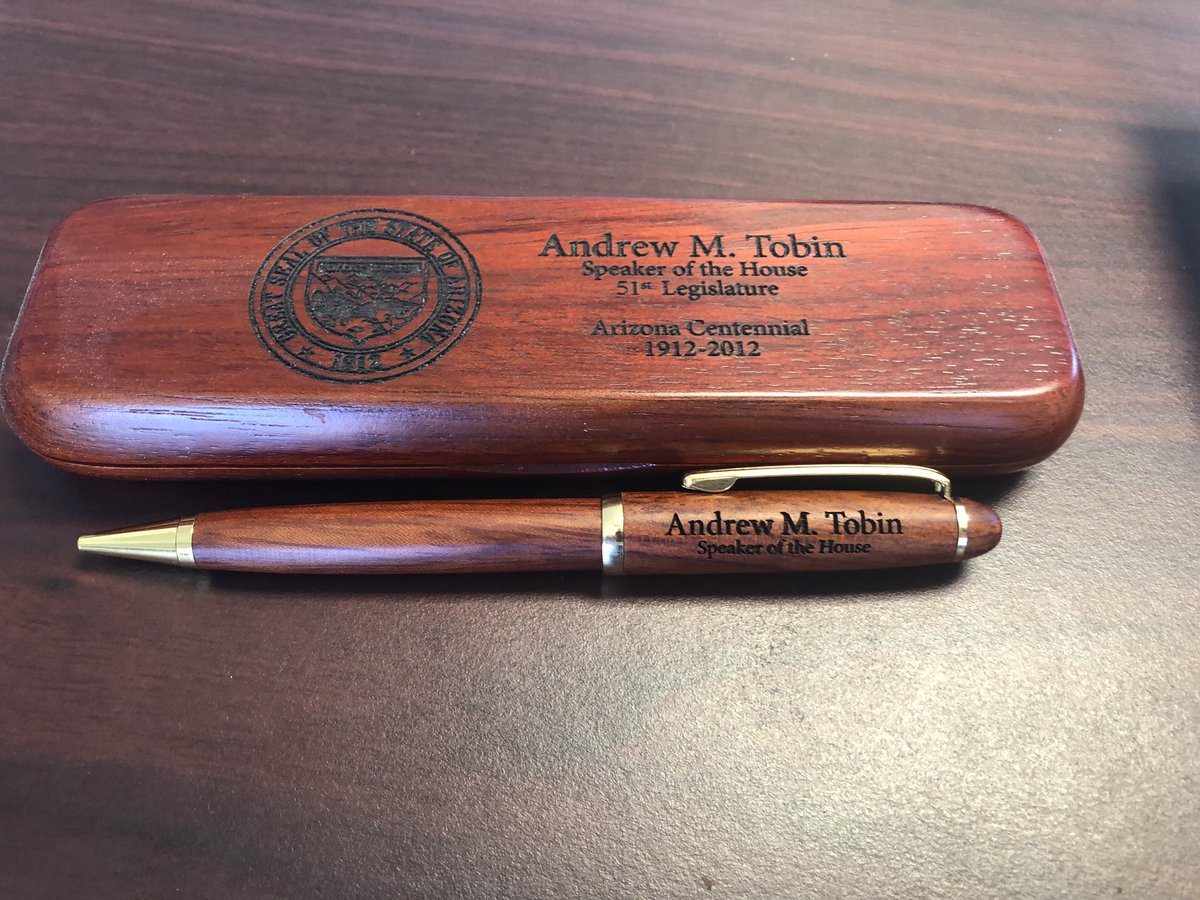 GREAT SEAL OF THE STATE OF ARIZONA
1912
Andrew M. Tobin
Speaker of the House
51st Legislature
Arizona Centennial
1912-2012
Andrew M. Tobin
Speaker of the House